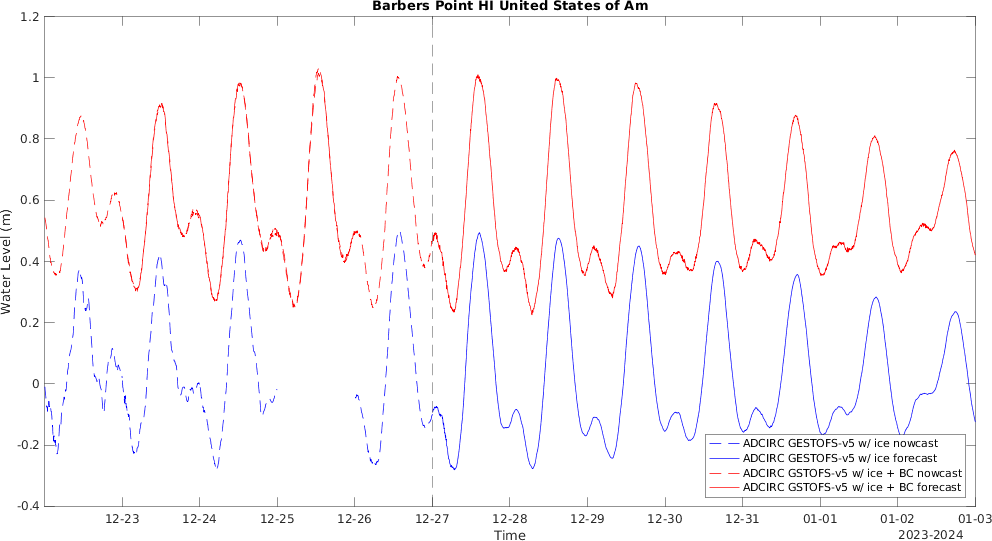 Barbers Point HI United States of Am
1.2
1
0.8
0.6
0.4
0.2
0
-0.2
-0.4
Water Level (m)
ADCIRC GESTOFS-v5 w/ ice nowcast
ADCIRC GESTOFS-v5 w/ ice forecast
ADCIRC GSTOFS-v5 w/ ice + BC nowcast
ADCIRC GSTOFS-v5 w/ ice + BC forecast
12-23 12-24 12-25 12-26 12-27 12-28 12-29 12-30 12-31 01-01 01-02 01-03
Time
2023-2024